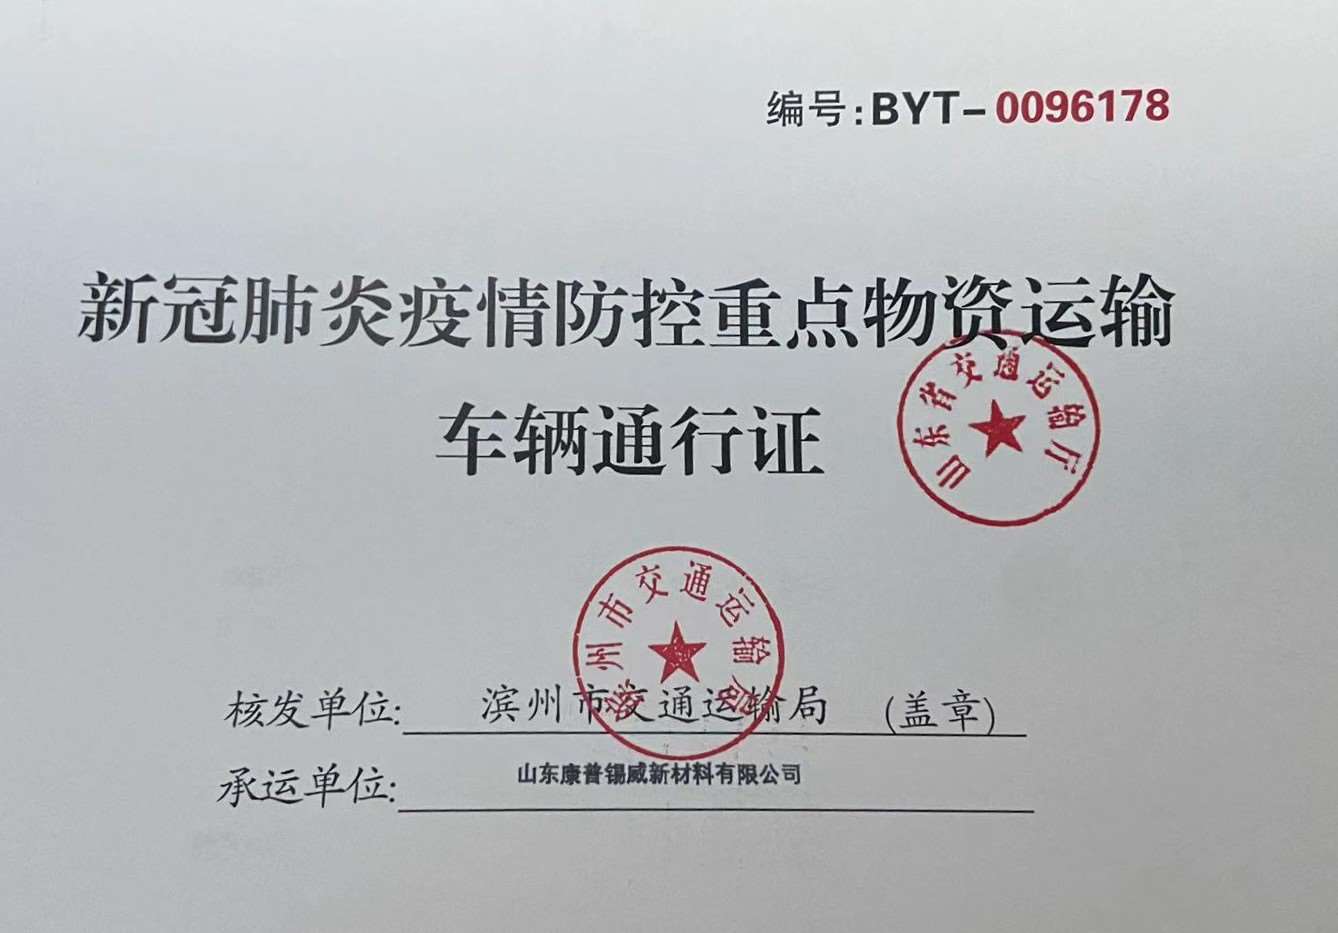 编号:BYT-0096178
新冠肺炎疫情防控重点物资运输
车辆通行证
山东省交通运输厅
滨州市交通运输局
核发单位: 滨州市交通运输局 (盖章)
承运单位: 山东康普锡威新材料有限公司